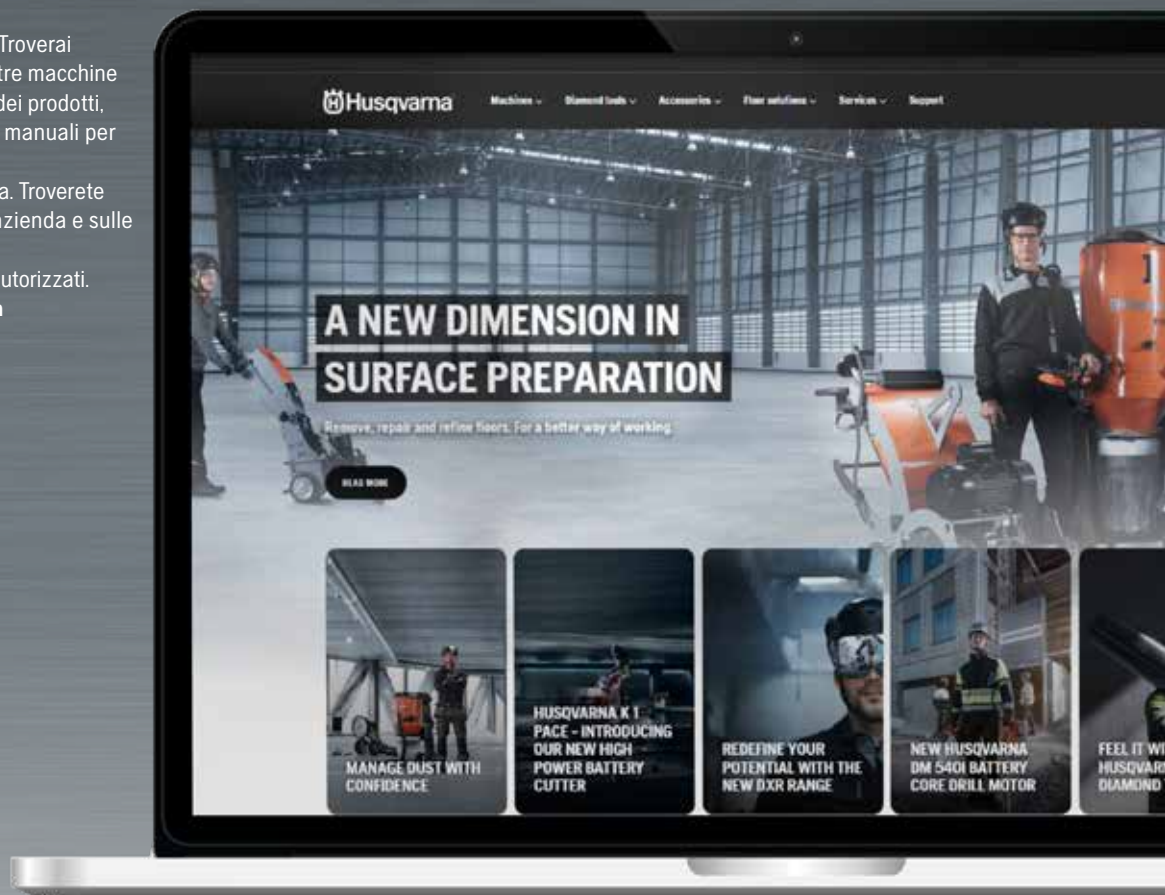 Troverai
tre macchine
dei prodotti,
manuali per
a. Troverete
azienda e sulle
utorizzati.
Husqvarna
Machines
Diamond tools
Accessories
Floor solutions
Services
Support
A NEW DIMENSION IN
SURFACE PREPARATION
Remove, repair and refine floors. For a better way of working.
READ MORE
MANAGE DUST WITH
CONFIDENCE
HUSQVARNA K 1
PACE – INTRODUCING
OUR NEW HIGH
POWER BATTERY
CUTTER
REDEFINE YOUR
POTENTIAL WITH THE
NEW DXR RANGE
NEW HUSQVARNA
DM 540I BATTERY
CORE DRILL MOTOR
FEEL IT WI
HUSQVARN
DIAMOND